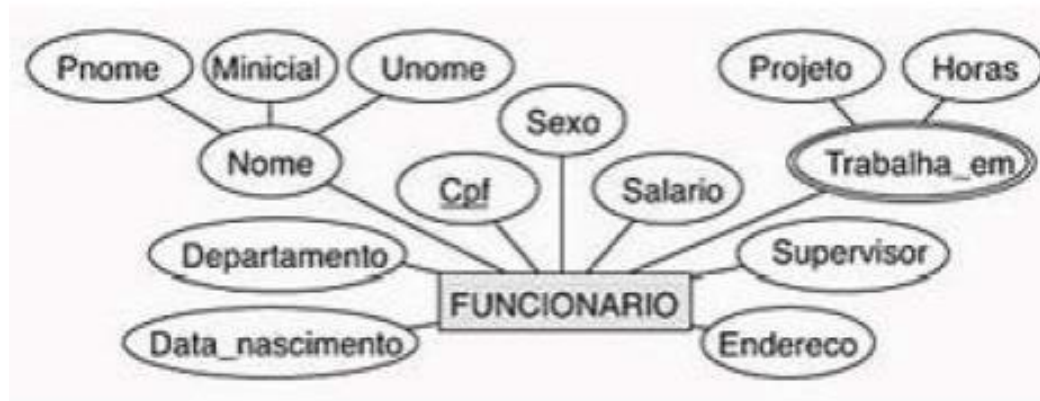 Pnome Minicial Unome Projeto Horas
Sexo
Nome Trabalha_em
Cpf Salario
Departamento Supervisor
FUNCIONARIO
Data_nascimento Endereco